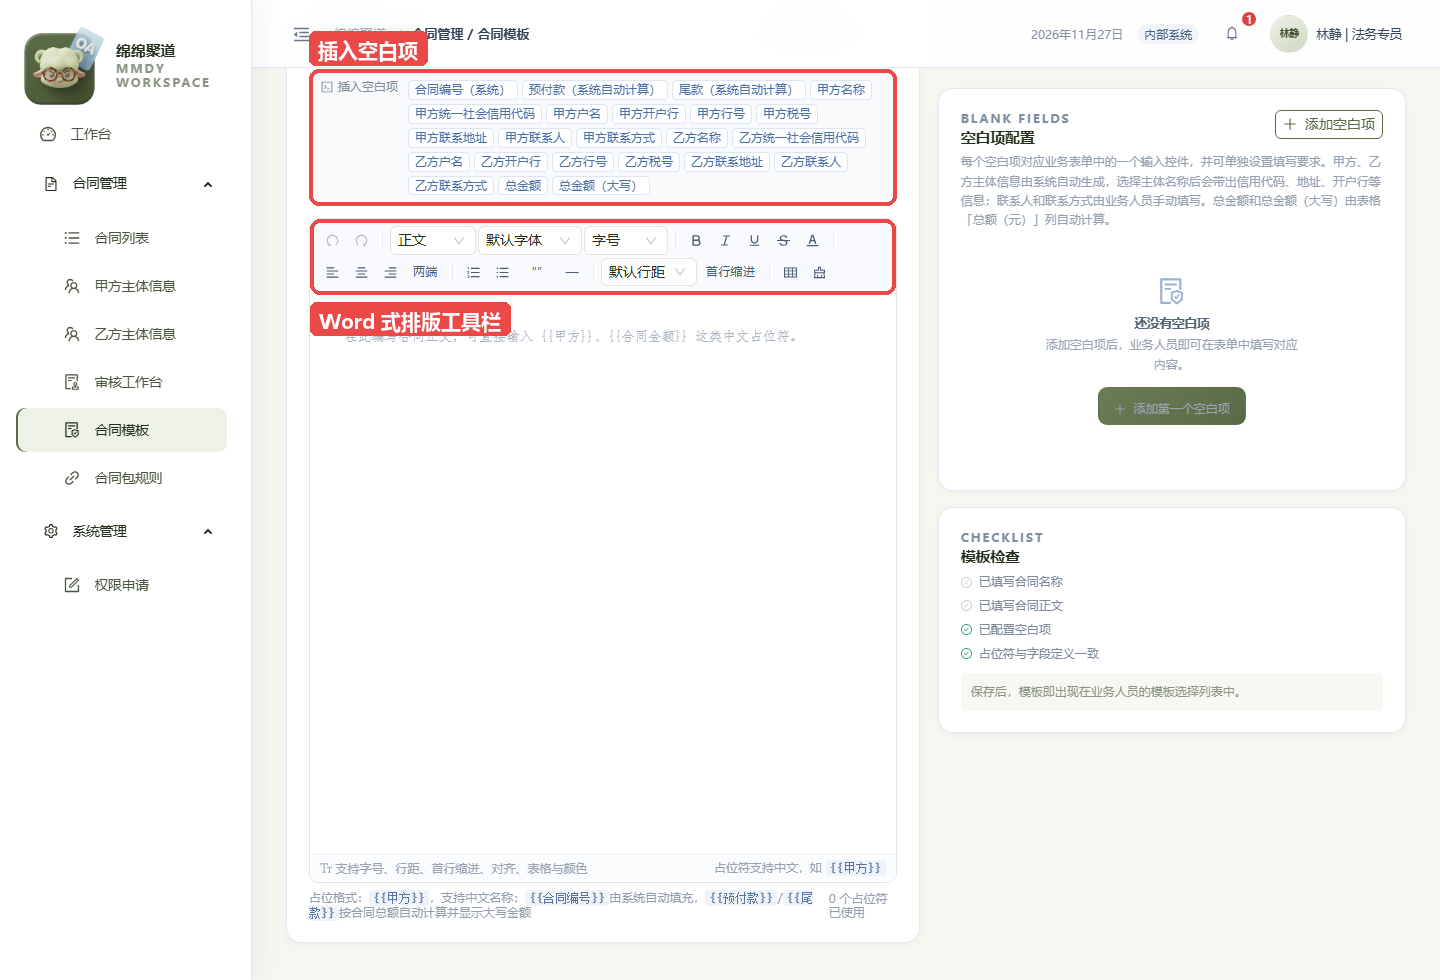 绵绵聚道
MMDY
WORKSPACE
工作台
合同管理
合同列表
甲方主体信息
乙方主体信息
审核工作台
合同模板
合同包规则
系统管理
权限申请
合同管理 / 合同模板
2026年11月27日
内部系统
1
林静
林静 | 法务专员
插入空白项
插入空白项
合同编号（系统） 预付款（系统自动计算） 尾款（系统自动计算） 甲方名称
甲方统一社会信用代码 甲方户名 甲方开户行 甲方行号 甲方税号
甲方联系地址 甲方联系人 甲方联系方式 乙方名称 乙方统一社会信用代码
乙方户名 乙方开户行 乙方行号 乙方税号 乙方联系地址 乙方联系人
乙方联系方式 总金额 总金额（大写）
正文 默认字体 字号 B I U S A
两端 “” — 默认行距 首行缩进
Word 式排版工具栏
输入 {{甲方}}、{{合同金额}} 这类中文占位符。
Tr 支持字号、行距、首行缩进、对齐、表格与颜色
占位符支持中文，如 {{甲方}}
占位格式： {{甲方}} ，支持中文名称； {{合同编号}} 由系统自动填充， {{预付款}} / {{尾
款}} 按合同总额自动计算并显示大写金额
0 个占位符
已使用
BLANK FIELDS
空白项配置
添加空白项
每个空白项对应业务表单中的一个输入控件，并可单独设置填写要求。甲方、乙
方主体信息由系统自动生成，选择主体名称后会带出信用代码、地址、开户行等
信息；联系人和联系方式由业务人员手动填写。总金额和总金额（大写）由表格
「总额（元）」列自动计算。
还没有空白项
添加空白项后，业务人员即可在表单中填写对应
内容。
添加第一个空白项
CHECKLIST
模板检查
已填写合同名称
已填写合同正文
已配置空白项
占位符与字段定义一致
保存后，模板即出现在业务人员的模板选择列表中。
QA